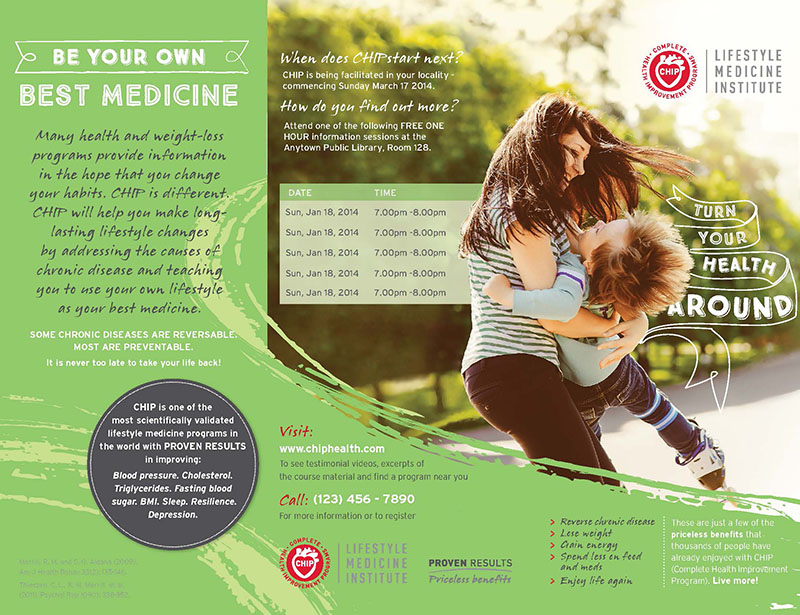 BE YOUR OWN
BEST MEDICINE
Many health and weight-loss
programs provide information
in the hope that you change
your habits. CHIP is different.
CHIP will help you make long-
lasting lifestyle changes
by addressing the causes of
chronic disease and teaching
you to use your own lifestyle
as your best medicine.
SOME CHRONIC DISEASES ARE REVERSABLE.
MOST ARE PREVENTABLE.
It is never too late to take your life back!
CHIP is one of the
most scientifically validated
lifestyle medicine programs in
the world with PROVEN RESULTS
in improving:
Blood pressure. Cholesterol.
Triglycerides. Fasting blood
sugar. BMI. Sleep. Resilience.
Depression.
When does CHIP start next?
CHIP is being facilitated in your locality -
commencing Sunday March 17 2014.
How do you find out more?
Attend one of the following FREE ONE
HOUR information sessions at the
Anytown Public Library, Room 128.
DATE TIME
Sun, Jan 18, 2014 7.00pm -8.00pm
Sun, Jan 18, 2014 7.00pm -8.00pm
Sun, Jan 18, 2014 7.00pm -8.00pm
Sun, Jan 18, 2014 7.00pm -8.00pm
Sun, Jan 18, 2014 7.00pm -8.00pm
Visit:
www.chiphealth.com
To see testimonial videos, excerpts of
the course material and find a program near you
Call: (123) 456 - 7890
For more information or to register
COMPLETE HEALTH IMPROVEMENT PROGRAMS
CHIP
LIFESTYLE
MEDICINE
INSTITUTE
PROVEN RESULTS
Priceless benefits
COMPLETE HEALTH IMPROVEMENT PROGRAMS
CHIP
LIFESTYLE
MEDICINE
INSTITUTE
TURN
YOUR
HEALTH
AROUND
> Reverse chronic disease
> Lose weight
> Gain energy
> Spend less on food
and meds
> Enjoy life again
These are just a few of the
priceless benefits that
thousands of people have
already enjoyed with CHIP
(Complete Health Improvement
Program). Live more!